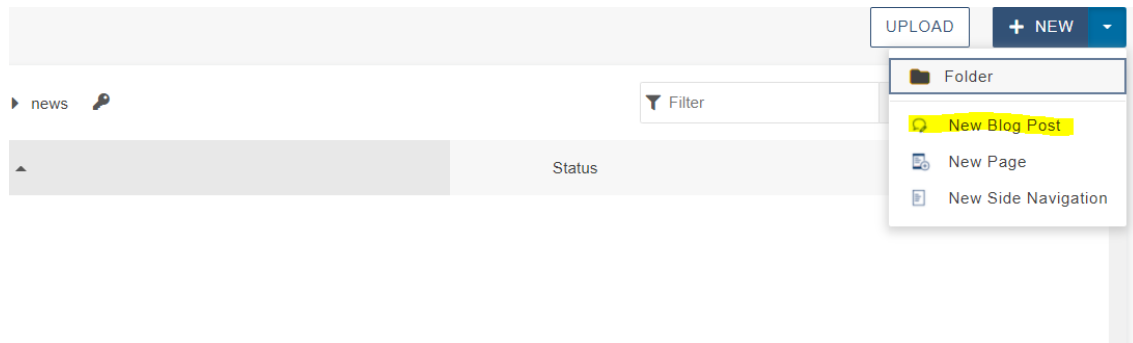 UPLOAD
+ NEW
Folder
news
Filter
New Blog Post
Status
New Page
New Side Navigation